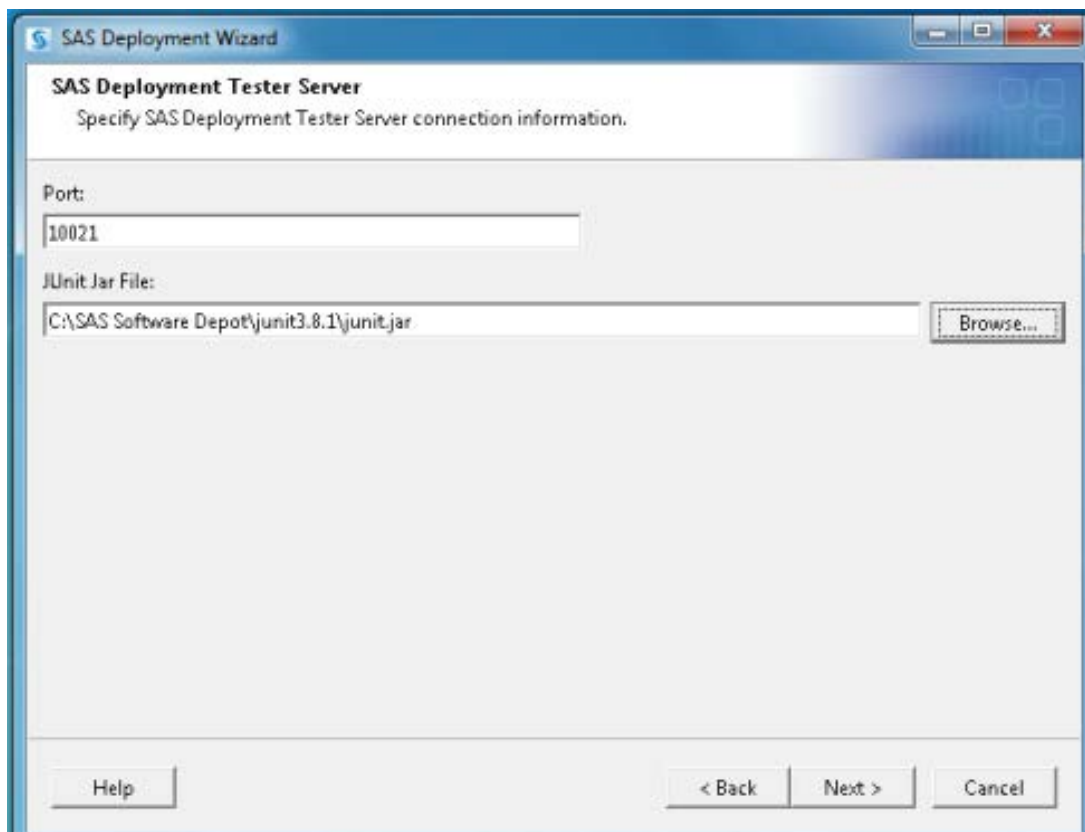 SAS Deployment Wizard
SAS Deployment Tester Server
Specify SAS Deployment Tester Server connection information.
Port:
10021
JUnit Jar File:
C:\SAS Software Depot\junit3.8.1\junit.jar
Browse...
Help
< Back
Next >
Cancel